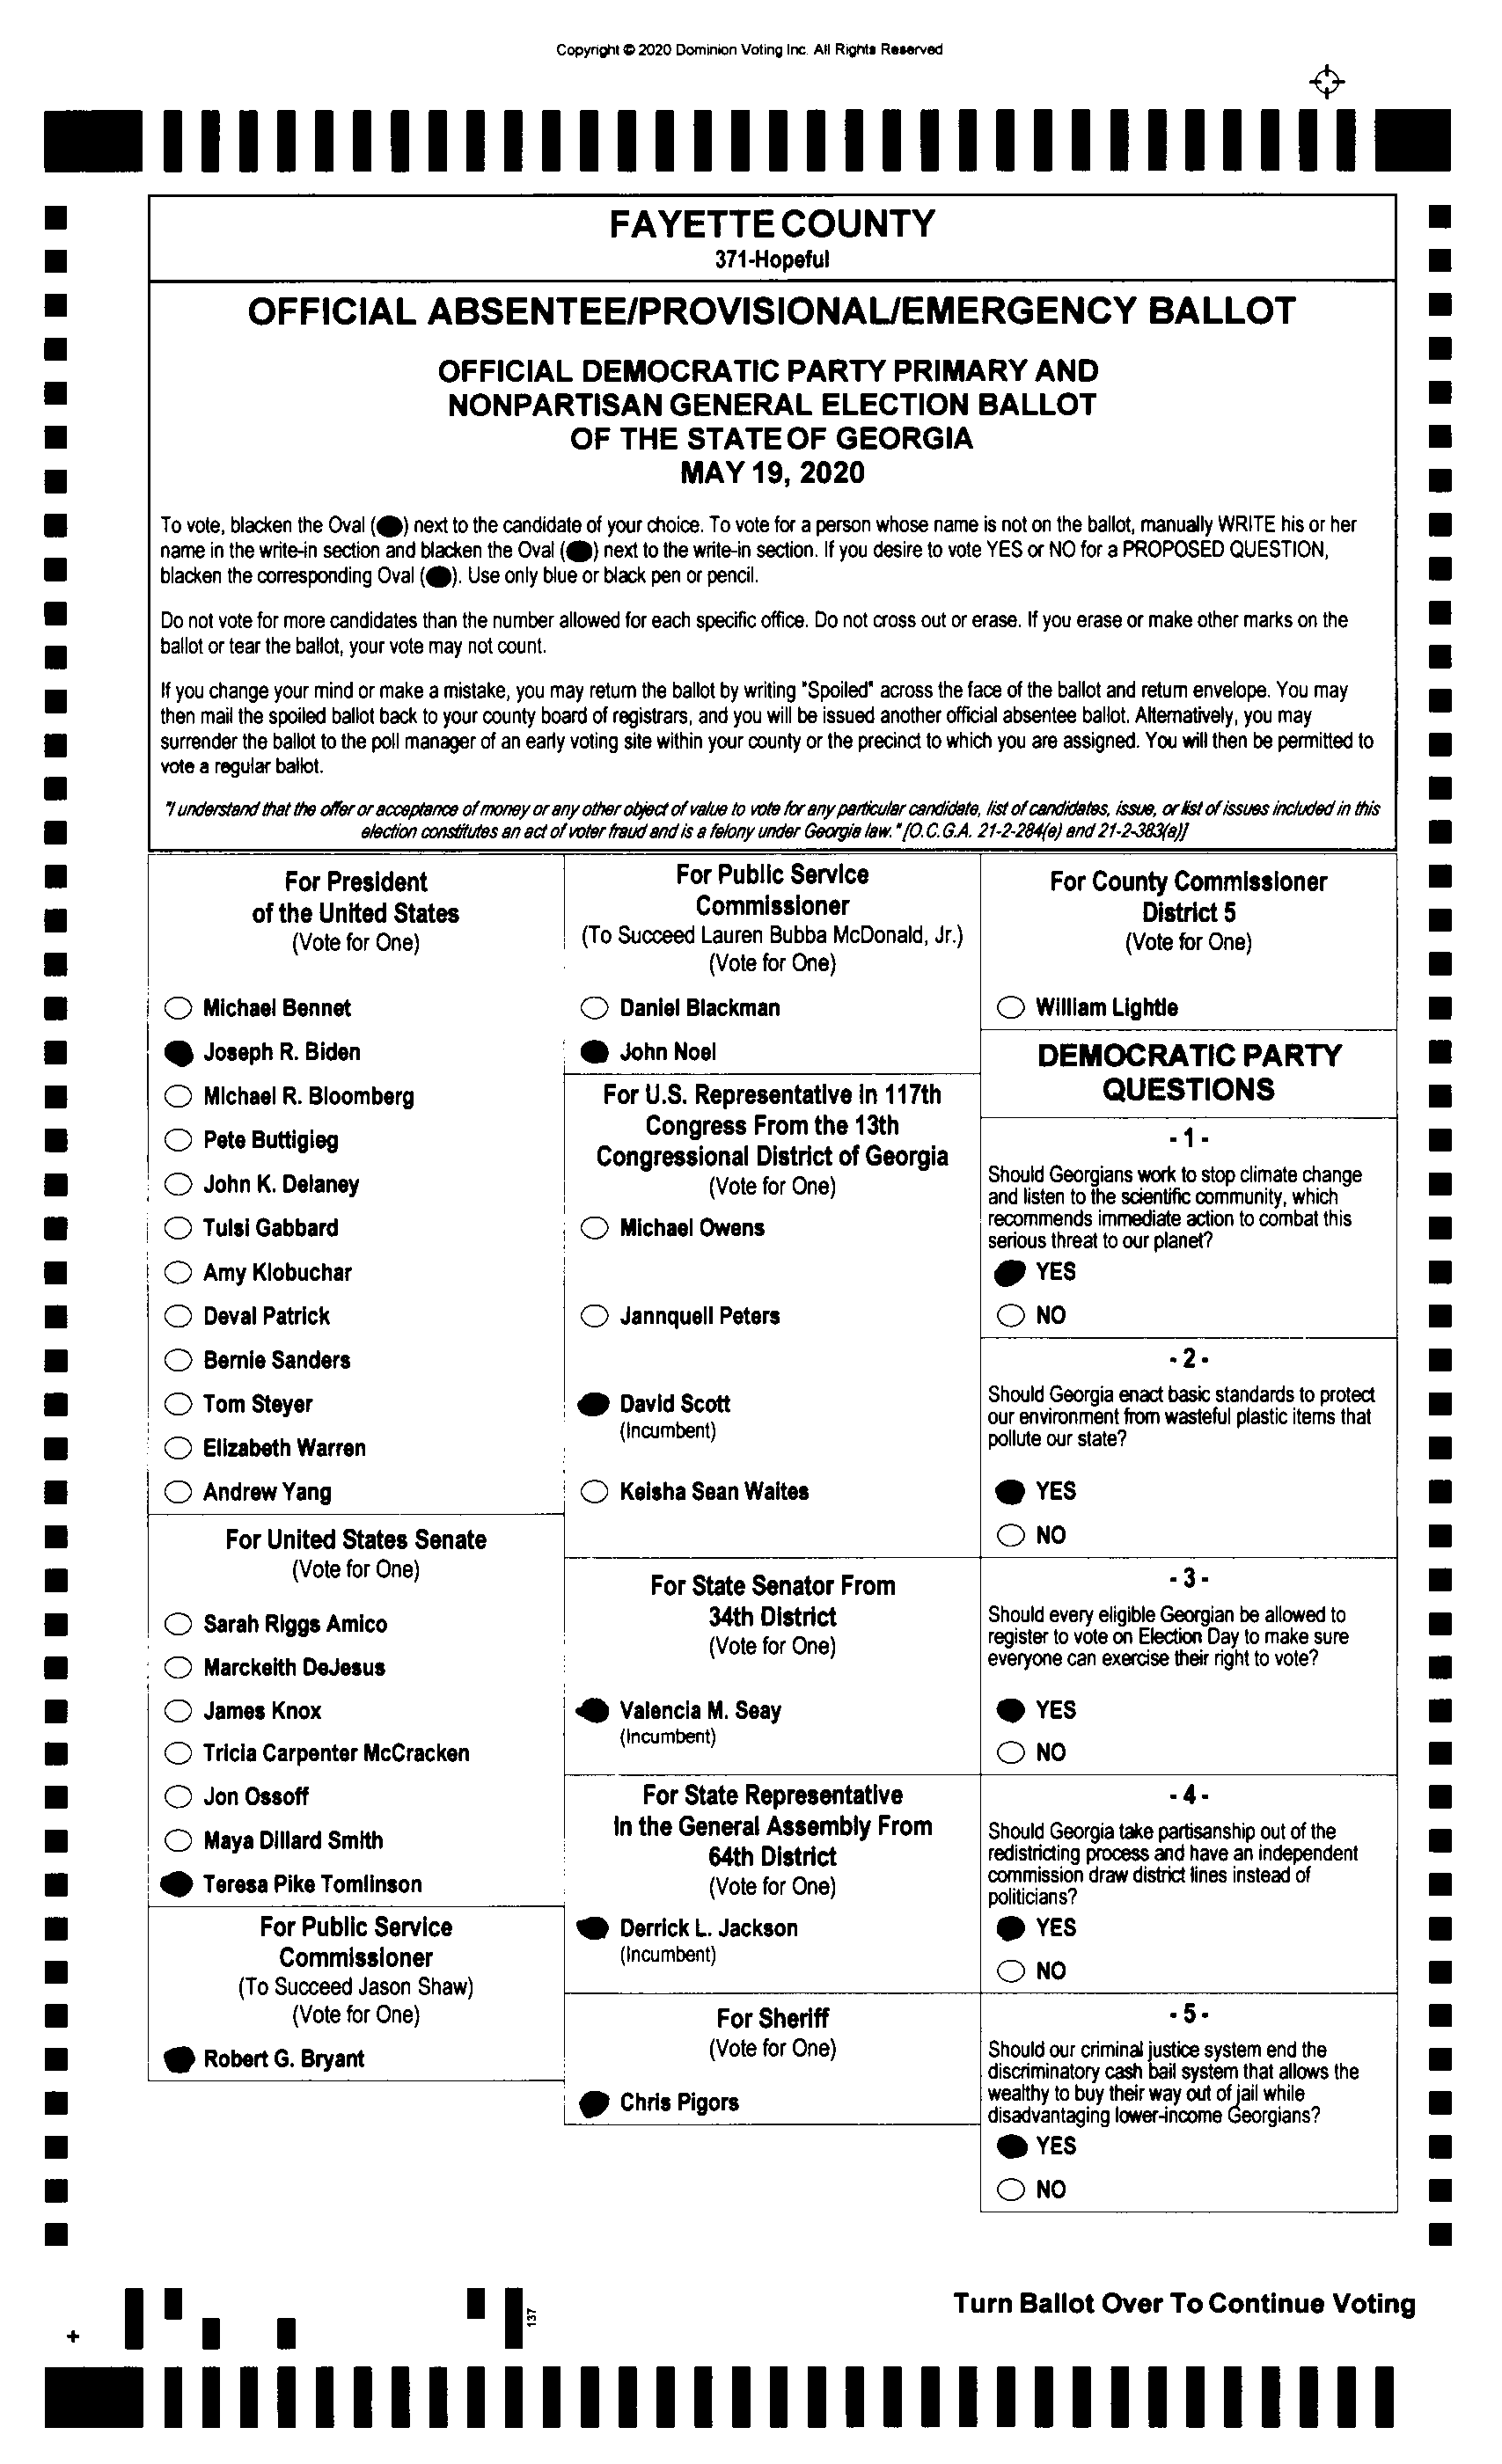 Copyright © 2020 Dominion Voting Inc. All Rights Reserved
FAYETTE COUNTY
371-Hopeful
OFFICIAL ABSENTEE/PROVISIONAL/EMERGENCY BALLOT
OFFICIAL DEMOCRATIC PARTY PRIMARY AND
NONPARTISAN GENERAL ELECTION BALLOT
OF THE STATE OF GEORGIA
MAY 19, 2020
To vote, blacken the Oval ( ) next to the candidate of your choice. To vote for a person whose name is not on the ballot, manually WRITE his or her
name in the write-in section and blacken the Oval ( ) next to the write-in section. If you desire to vote YES or NO for a PROPOSED QUESTION,
blacken the corresponding Oval ( ). Use only blue or black pen or pencil.
Do not vote for more candidates than the number allowed for each specific office. Do not cross out or erase. If you erase or make other marks on the
ballot or tear the ballot, your vote may not count.
If you change your mind or make a mistake, you may return the ballot by writing "Spoiled" across the face of the ballot and return envelope. You may
then mail the spoiled ballot back to your county board of registrars, and you will be issued another official absentee ballot. Alternatively, you may
surrender the ballot to the poll manager of an early voting site within your county or the precinct to which you are assigned. You will then be permitted to
vote a regular ballot.
"I understand that the offer or acceptance of money or any other object of value to vote for any particular candidate, list of candidates, issue, or list of issues included in this
election constitutes an act of voter fraud and is a felony under Georgia law." [O.C.G.A. 21-2-284(e) and 21-2-383(a)]
For President
of the United States
(Vote for One)
Michael Bennet
Joseph R. Biden
Michael R. Bloomberg
Pete Buttigieg
John K. Delaney
Tulsi Gabbard
Amy Klobuchar
Deval Patrick
Bernie Sanders
Tom Steyer
Elizabeth Warren
Andrew Yang
For United States Senate
(Vote for One)
Sarah Riggs Amico
Marckeith DeJesus
James Knox
Tricia Carpenter McCracken
Jon Ossoff
Maya Dillard Smith
Teresa Pike Tomlinson
For Public Service
Commissioner
(To Succeed Jason Shaw)
(Vote for One)
Robert G. Bryant
For Public Service
Commissioner
(To Succeed Lauren Bubba McDonald, Jr.)
(Vote for One)
Daniel Blackman
John Noel
For U.S. Representative in 117th
Congress From the 13th
Congressional District of Georgia
(Vote for One)
Michael Owens
Jannquell Peters
David Scott
(Incumbent)
Keisha Sean Waites
For State Senator From
34th District
(Vote for One)
Valencia M. Seay
(Incumbent)
For State Representative
In the General Assembly From
64th District
(Vote for One)
Derrick L. Jackson
(Incumbent)
For Sheriff
(Vote for One)
Chris Pigors
For County Commissioner
District 5
(Vote for One)
William Lightle
DEMOCRATIC PARTY
QUESTIONS
- 1 -
Should Georgians work to stop climate change
and listen to the scientific community, which
recommends immediate action to combat this
serious threat to our planet?
YES
NO
- 2 -
Should Georgia enact basic standards to protect
our environment from wasteful plastic items that
pollute our state?
YES
NO
- 3 -
Should every eligible Georgian be allowed to
register to vote on Election Day to make sure
everyone can exercise their right to vote?
YES
NO
- 4 -
Should Georgia take partisanship out of the
redistricting process and have an independent
commission draw district lines instead of
politicians?
YES
NO
- 5 -
Should our criminal justice system end the
discriminatory cash bail system that allows the
wealthy to buy their way out of jail while
disadvantaging lower-income Georgians?
YES
NO
137
Turn Ballot Over To Continue Voting